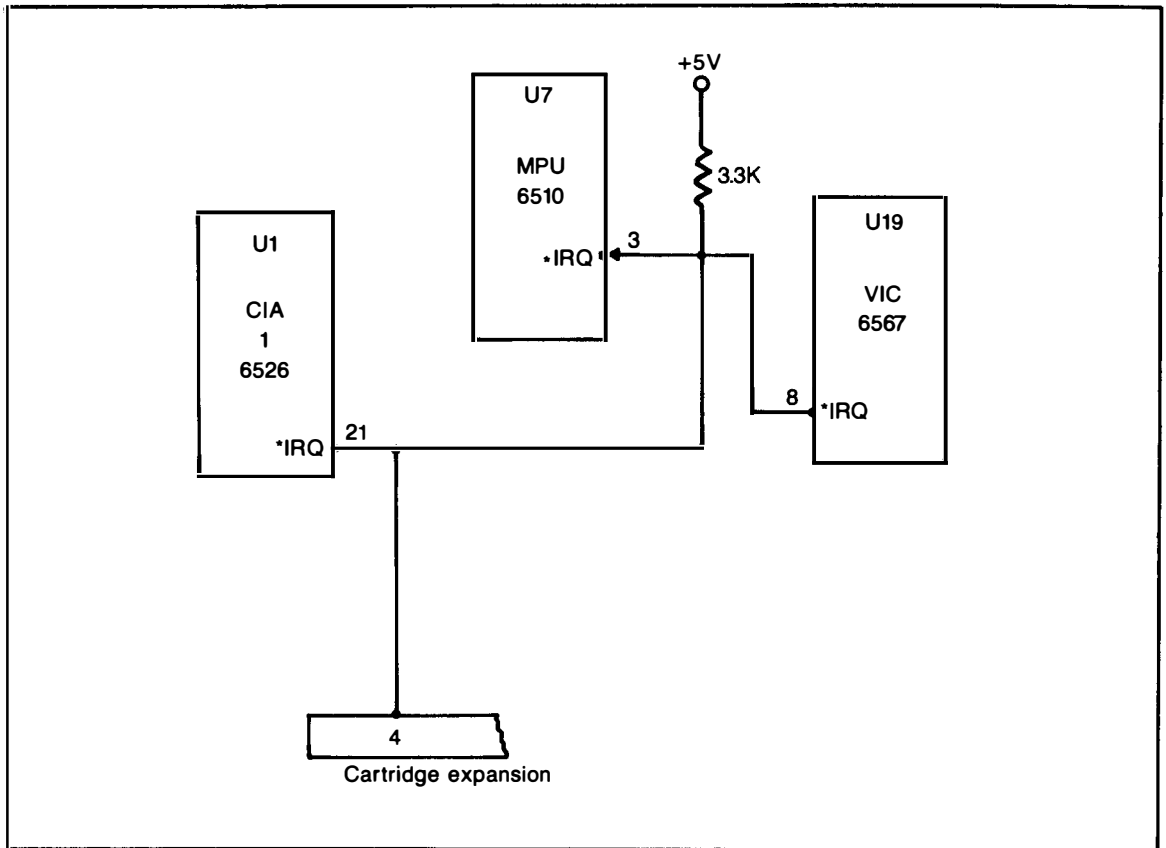 +5V
U7
MPU
6510
3.3K
*IRQ
3
U1
CIA
1
6526
*IRQ
21
U19
VIC
6567
8
*IRQ
4
Cartridge expansion